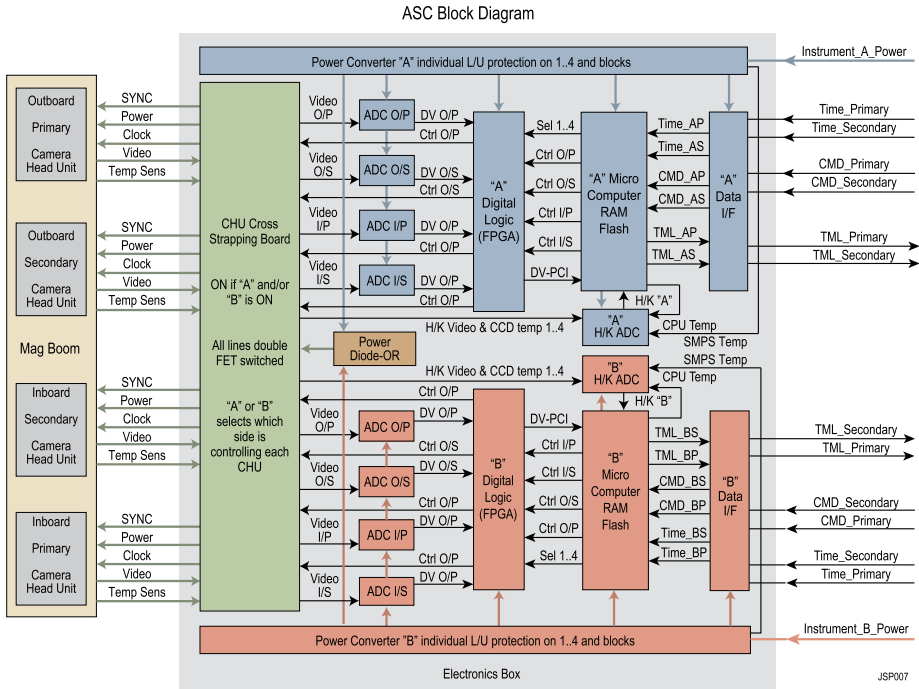 ASC Block Diagram
Power Converter "A" individual L/U protection on 1..4 and blocks
Instrument_A_Power
Mag Boom
Outboard
Primary
Camera
Head Unit
SYNC
Power
Clock
Video
Temp Sens
Outboard
Secondary
Camera
Head Unit
SYNC
Power
Clock
Video
Temp Sens
Inboard
Secondary
Camera
Head Unit
SYNC
Power
Clock
Video
Temp Sens
Inboard
Primary
Camera
Head Unit
SYNC
Power
Clock
Video
Temp Sens
CHU Cross
Strapping Board
ON if "A" and/or
"B" is ON
All lines double
FET switched
"A" or "B"
selects which
side is
controlling each
CHU
Video
O/P
ADC O/P
DV O/P
Ctrl O/P
Video
O/S
ADC O/S
DV O/S
Ctrl O/S
Video
I/P
ADC I/P
DV O/P
Ctrl O/P
Video
I/S
ADC I/S
DV O/P
Ctrl O/P
"A"
Digital
Logic
(FPGA)
Sel 1..4
Ctrl O/P
Ctrl O/S
Ctrl I/P
Ctrl I/S
DV-PCI
"A" Micro
Computer
RAM
Flash
Time_AP
Time_AS
CMD_AP
CMD_AS
TML_AP
TML_AS
"A"
Data
I/F
Time_Primary
Time_Secondary
CMD_Primary
CMD_Secondary
TML_Primary
TML_Secondary
H/K "A"
"A"
H/K ADC
H/K Video & CCD temp 1..4
CPU Temp
SMPS Temp
Power
Diode-OR
SMPS Temp
CPU Temp
"B"
H/K ADC
H/K Video & CCD temp 1..4
H/K "B"
Ctrl O/P
Video
O/P
ADC O/P
DV O/P
Ctrl O/S
Video
O/S
ADC O/S
DV O/S
Ctrl O/P
Video
I/P
ADC I/P
DV O/P
Ctrl O/P
Video
I/S
ADC I/S
DV O/P
"B"
Digital
Logic
(FPGA)
DV-PCI
Ctrl I/P
Ctrl I/S
Ctrl O/S
Ctrl O/P
Sel 1..4
"B"
Micro
Computer
RAM
Flash
TML_BS
TML_BP
CMD_BS
CMD_BP
Time_BS
Time_BP
"B"
Data
I/F
TML_Secondary
TML_Primary
CMD_Secondary
CMD_Primary
Time_Secondary
Time_Primary
Power Converter "B" individual L/U protection on 1..4 and blocks
Instrument_B_Power
Electronics Box
JSP007